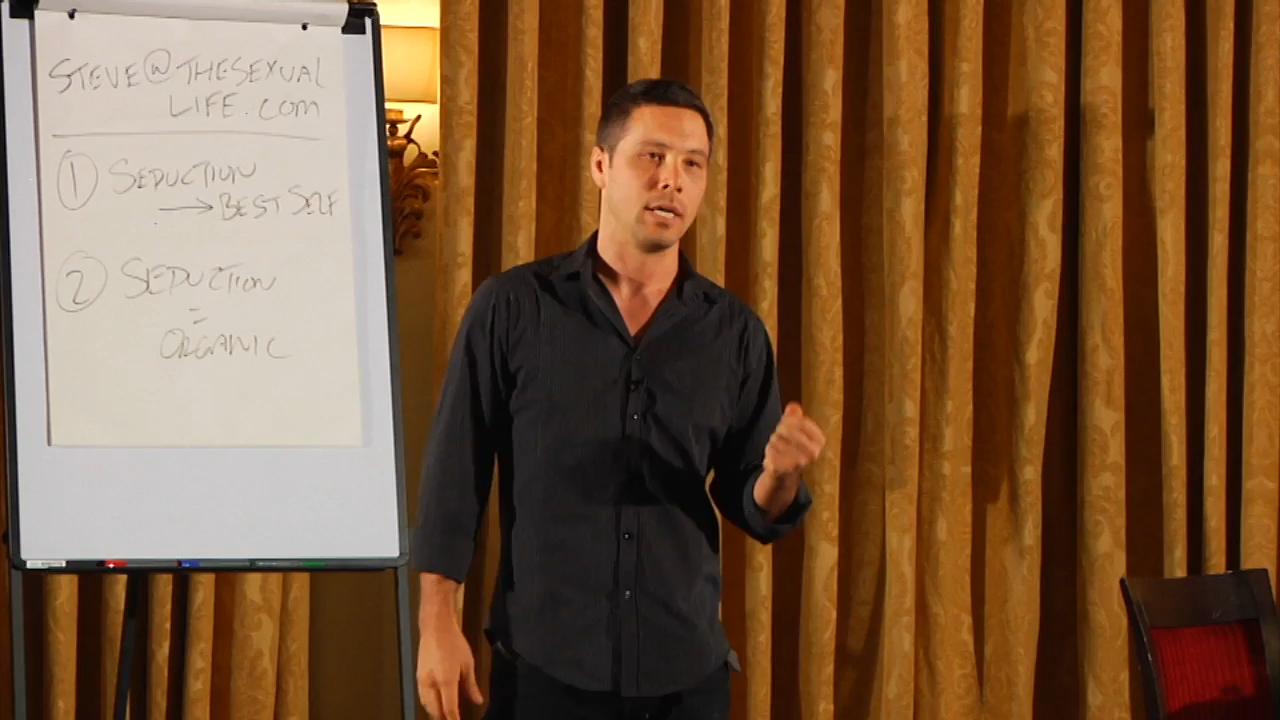 STEVE@THESEXUAL
LIFE.COM
① SEDUCTION
→ BEST SELF
② SEDUCTION
=
ORGANIC